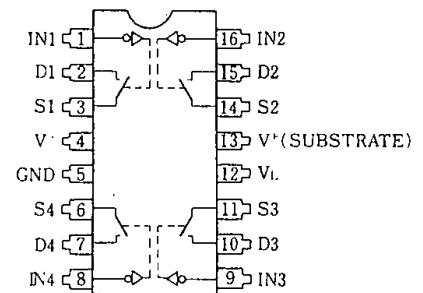 IN1 1 16 IN2
D1 2 15 D2
S1 3 14 S2
V⁻ 4 13 V⁺(SUBSTRATE)
GND 5 12 VL
S4 6 11 S3
D4 7 10 D3
IN4 8 9 IN3